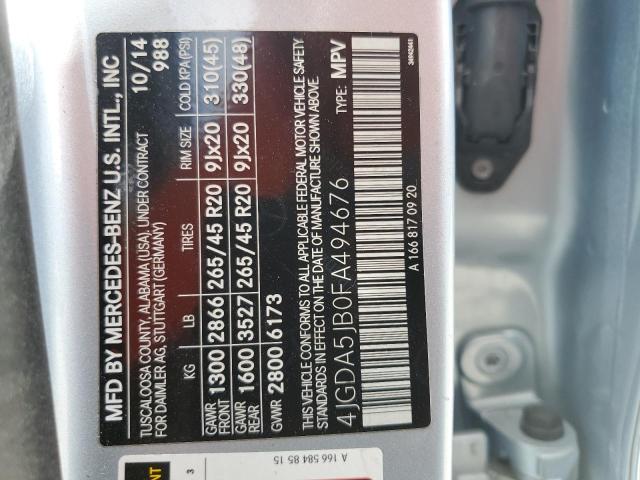 MFD BY MERCEDES-BENZ U.S. INTL., INC
TUSCALOOSA COUNTY, ALABAMA (USA), UNDER CONTRACT 10/14
FOR DAIMLER AG, STUTTGART (GERMANY) 988
KG LB TIRES RIM SIZE COLD KPA (PSI)
GAWR FRONT 1300 2866 265/45 R20 9Jx20 310(45)
GAWR REAR 1600 3527 265/45 R20 9Jx20 330(48)
GVWR 2800 6173
THIS VEHICLE CONFORMS TO ALL APPLICABLE FEDERAL MOTOR VEHICLE SAFETY
STANDARDS IN EFFECT ON THE DATE OF MANUFACTURE SHOWN ABOVE.
4JGDA5JB0FA494676 TYPE: MPV
A 166 817 09 20
34942441
NT
3
A 166 584 85 15